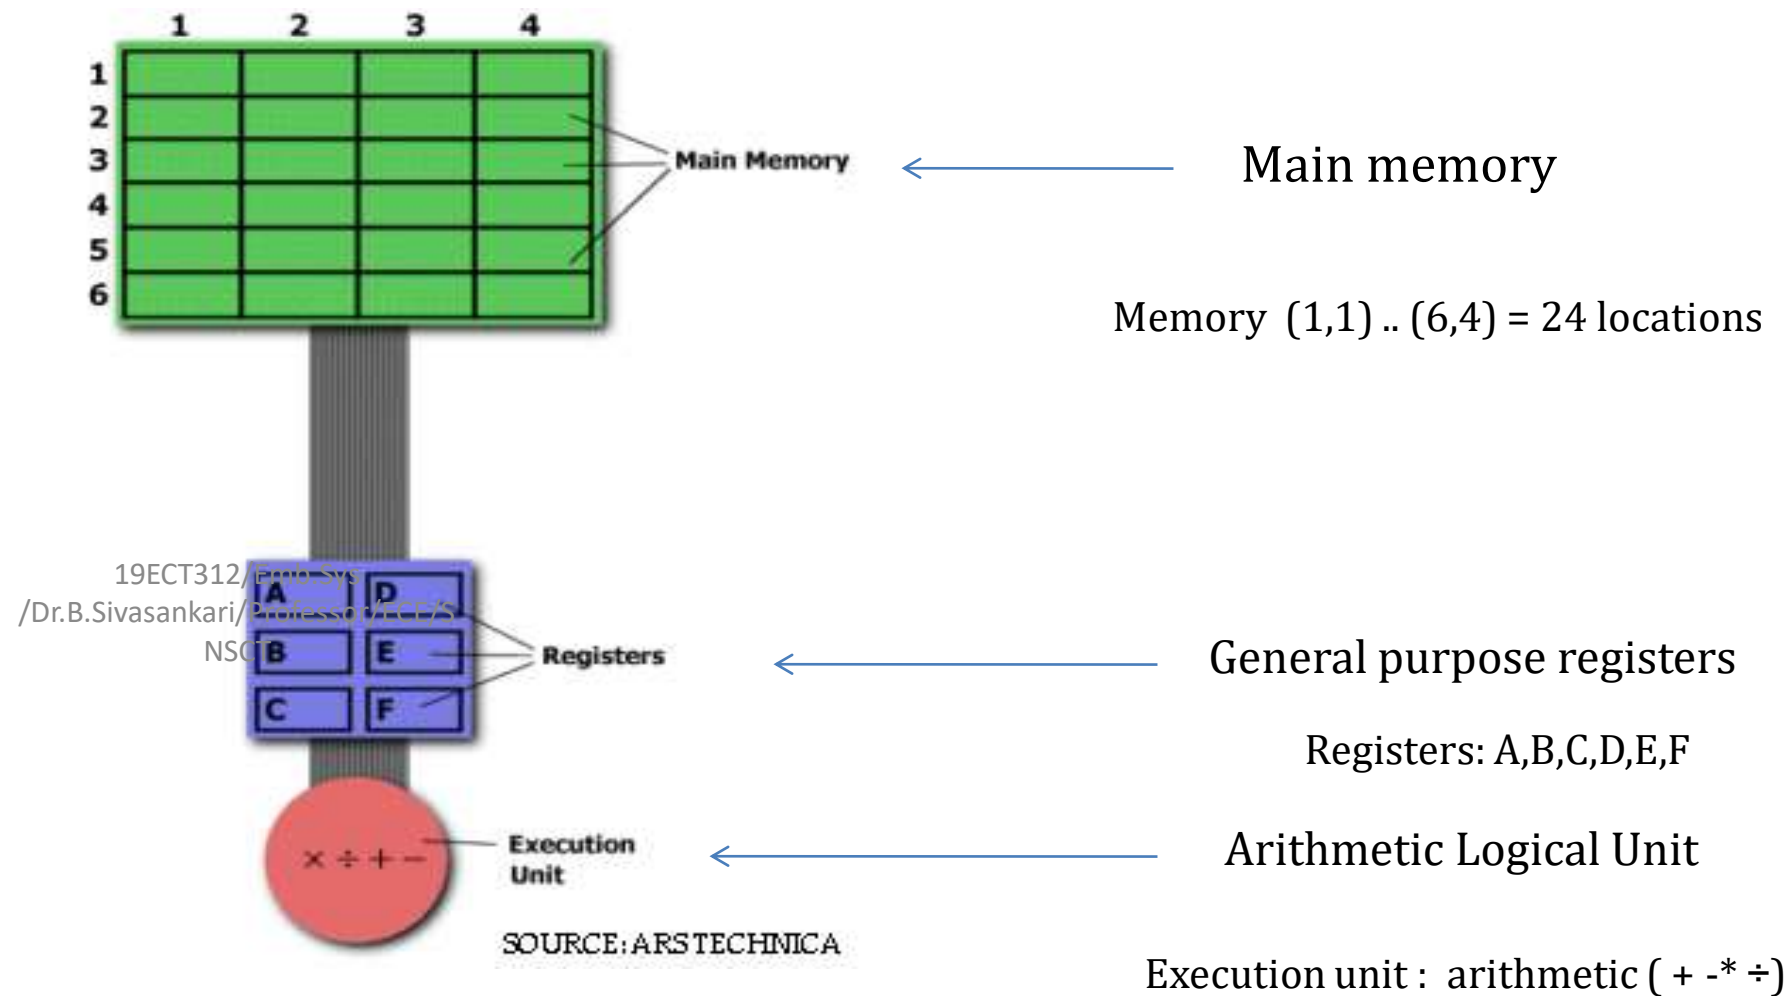 1 2 3 4
1
2
3
4
5
6
Main Memory
Main memory
Memory (1,1) .. (6,4) = 24 locations
19ECT312/Emb.Sys
/Dr.B.Sivasankari/Professor/ECE/S
NSCT
A D
B E
C F
Registers
General purpose registers
Registers: A,B,C,D,E,F
× ÷ + −
Execution
Unit
Arithmetic Logical Unit
SOURCE: ARSTECHNICA
Execution unit : arithmetic ( + -* ÷)